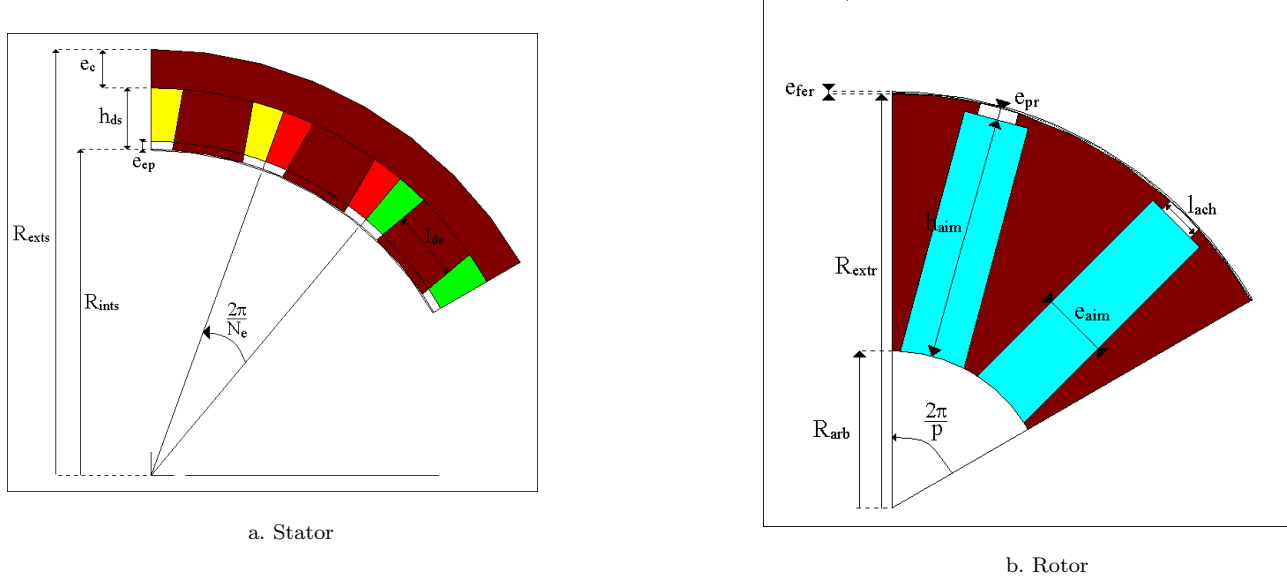 e_c
h_ds
e_ep
R_exts
R_ints
l_ds
2π
N_e
a. Stator
e_fer
e_pr
h_aim
l_ach
R_extr
e_aim
R_arb
2π
p
b. Rotor